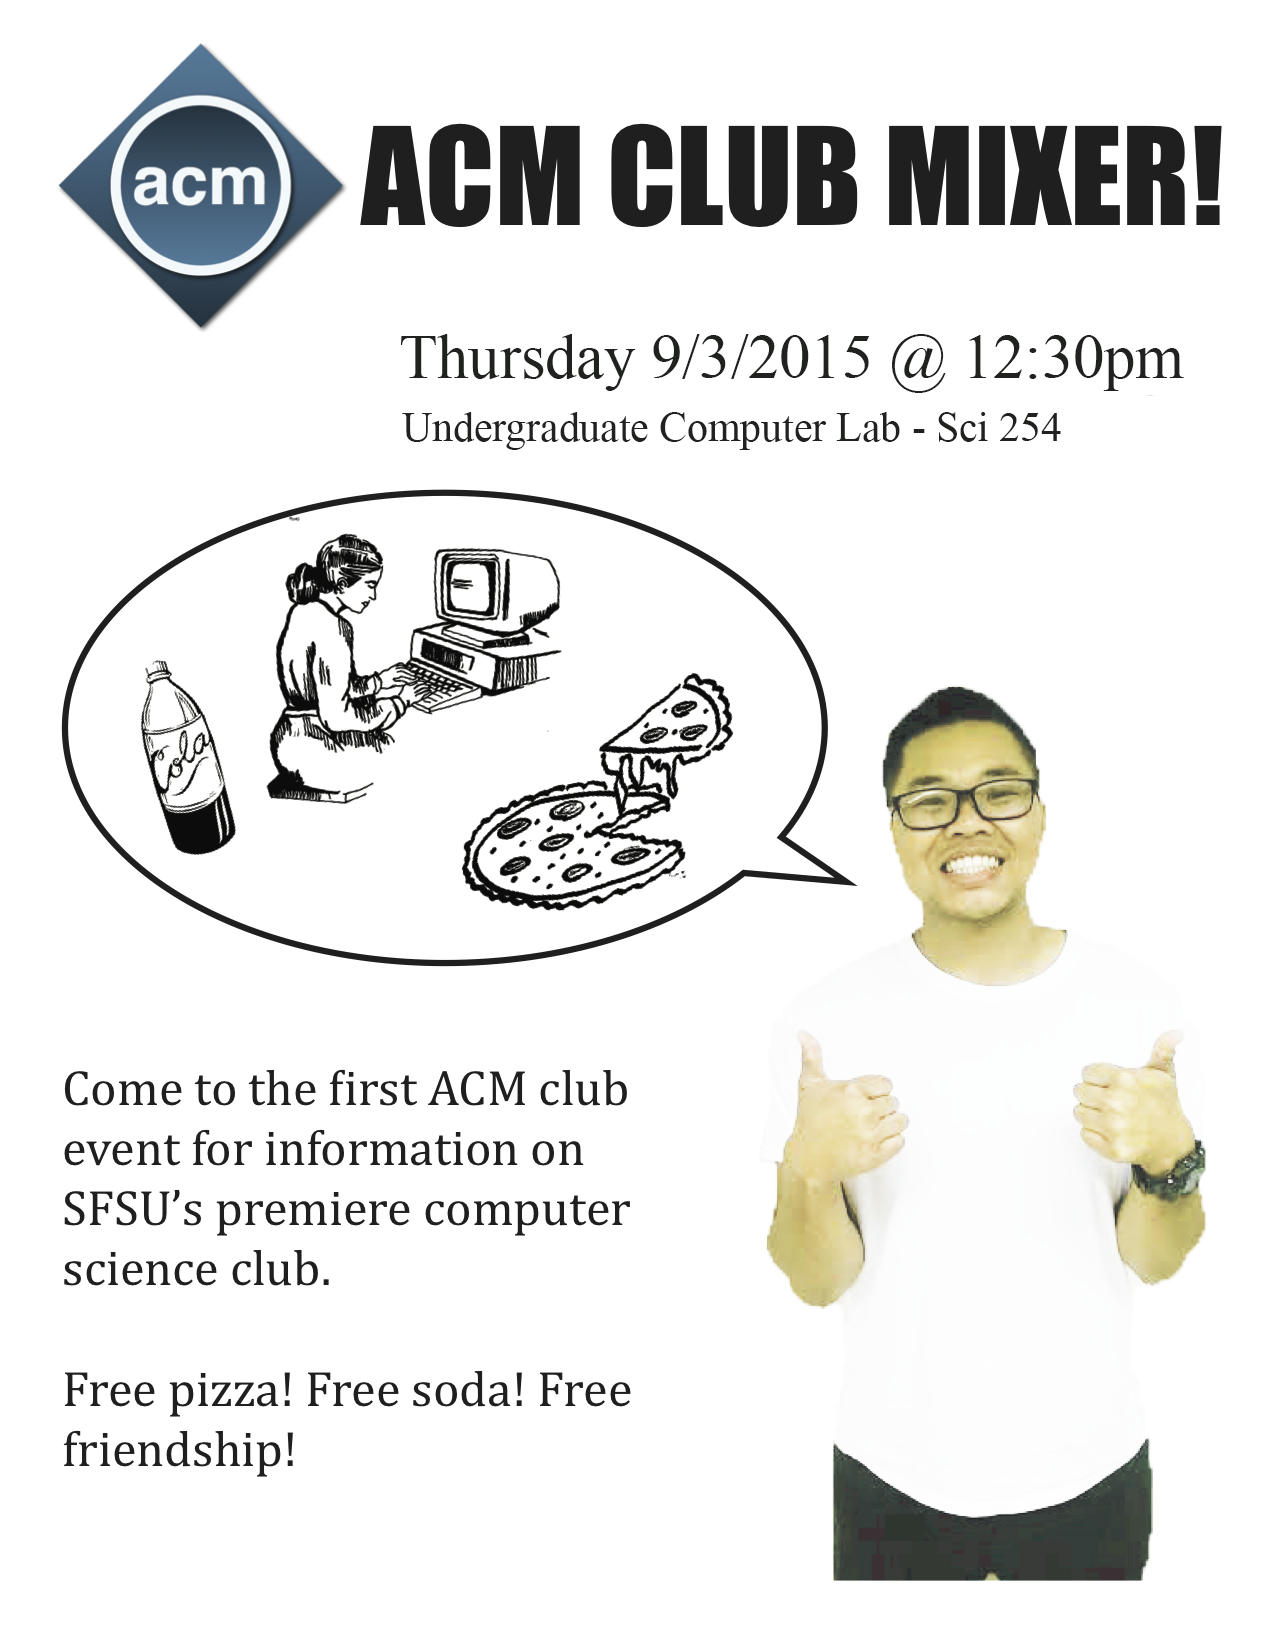 acm
ACM CLUB MIXER!
Thursday 9/3/2015 @ 12:30pm
Undergraduate Computer Lab - Sci 254
Cola
Come to the first ACM club
event for information on
SFSU’s premiere computer
science club.
Free pizza! Free soda! Free
friendship!